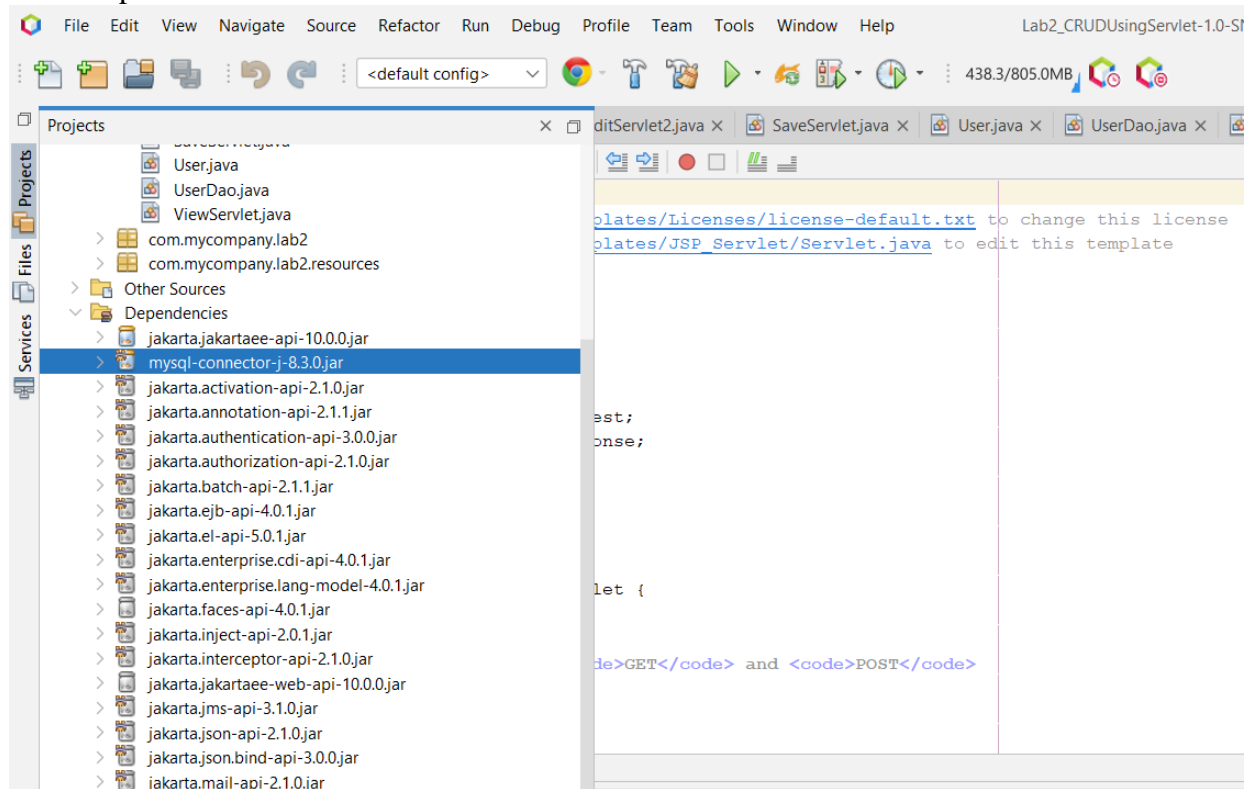 File Edit View Navigate Source Refactor Run Debug Profile Team Tools Window Help Lab2_CRUDUsingServlet-1.0-SN
<default config> 438.3/805.0MB
Projects
ditServlet2.java SaveServlet.java User.java UserDao.java
Projects
Files
Services
SaveServlet.java
User.java
UserDao.java
ViewServlet.java
com.mycompany.lab2
com.mycompany.lab2.resources
Other Sources
Dependencies
jakarta.jakartaee-api-10.0.0.jar
mysql-connector-j-8.3.0.jar
jakarta.activation-api-2.1.0.jar
jakarta.annotation-api-2.1.1.jar
jakarta.authentication-api-3.0.0.jar
jakarta.authorization-api-2.1.0.jar
jakarta.batch-api-2.1.1.jar
jakarta.ejb-api-4.0.1.jar
jakarta.el-api-5.0.1.jar
jakarta.enterprise.cdi-api-4.0.1.jar
jakarta.enterprise.lang-model-4.0.1.jar
jakarta.faces-api-4.0.1.jar
jakarta.inject-api-2.0.1.jar
jakarta.interceptor-api-2.1.0.jar
jakarta.jakartaee-web-api-10.0.0.jar
jakarta.jms-api-3.1.0.jar
jakarta.json-api-2.1.0.jar
jakarta.json.bind-api-3.0.0.jar
jakarta.mail-api-2.1.0.jar
plates/Licenses/license-default.txt to change this license
plates/JSP_Servlet/Servlet.java to edit this template
est;
onse;
let {
de>GET</code> and <code>POST</code>